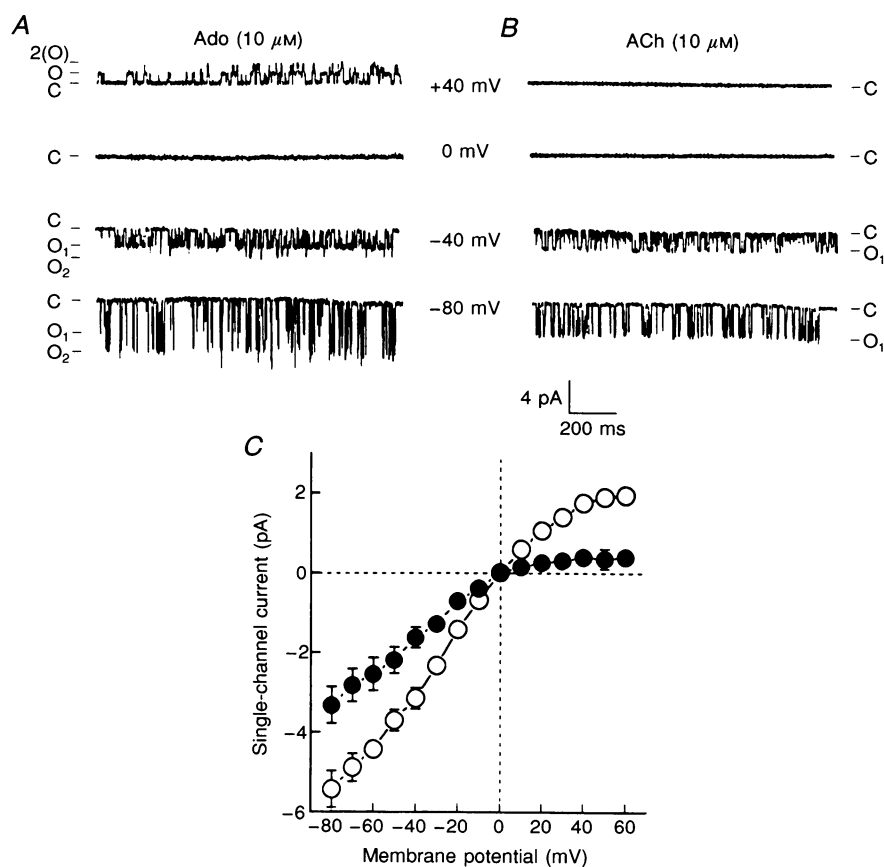 A
Ado (10 μM)
B
ACh (10 μM)
2(O)
O
C
+40 mV
C
C
0 mV
C
C
O1
O2
−40 mV
C
O1
C
O1
O2
−80 mV
C
O1
4 pA
200 ms
C
Single-channel current (pA)
2
0
−2
−4
−6
−80 −60 −40 −20 0 20 40 60
Membrane potential (mV)